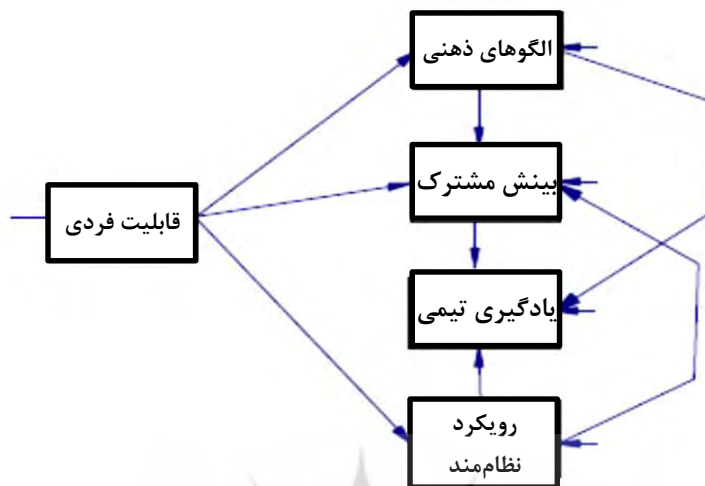 الگوهای ذهنی
بینش مشترک
قابلیت فردی
یادگیری تیمی
رویکرد
نظام‌مند